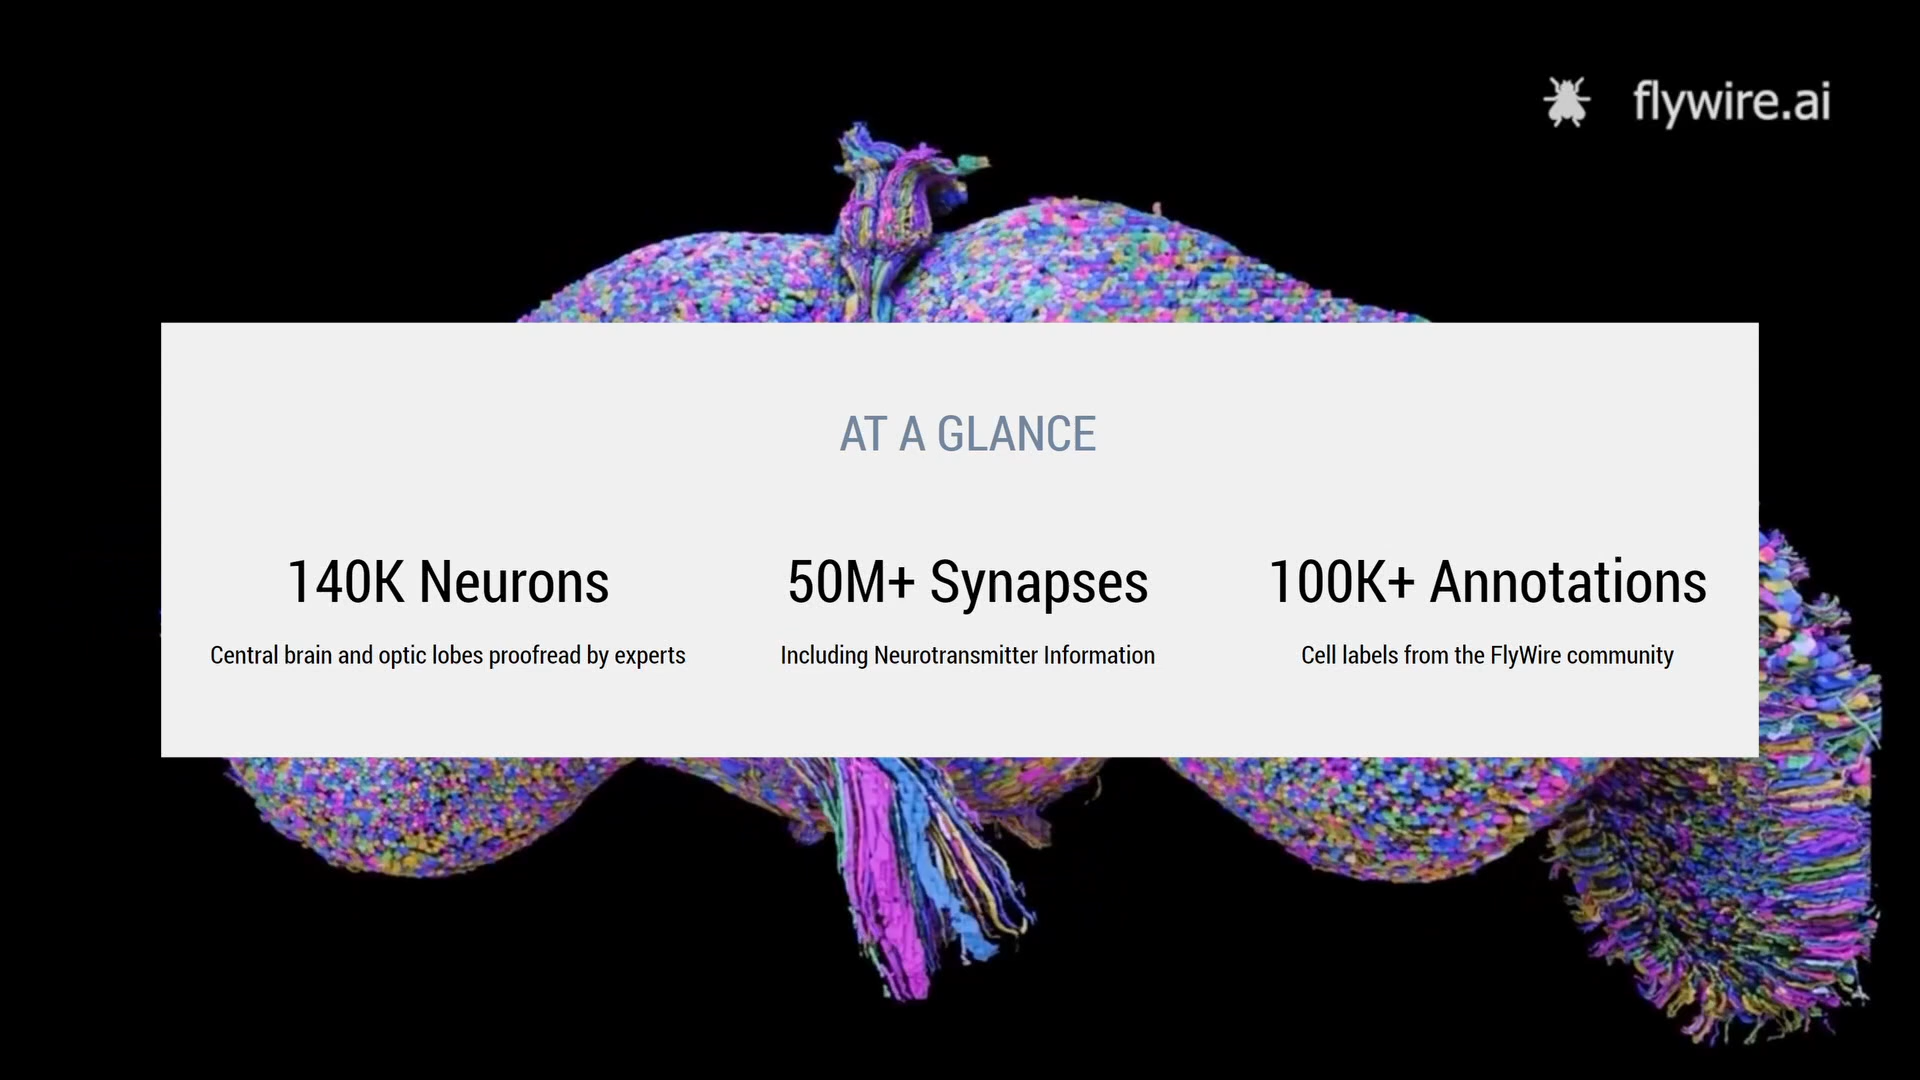 flywire.ai
AT A GLANCE
140K Neurons
Central brain and optic lobes proofread by experts
50M+ Synapses
Including Neurotransmitter Information
100K+ Annotations
Cell labels from the FlyWire community